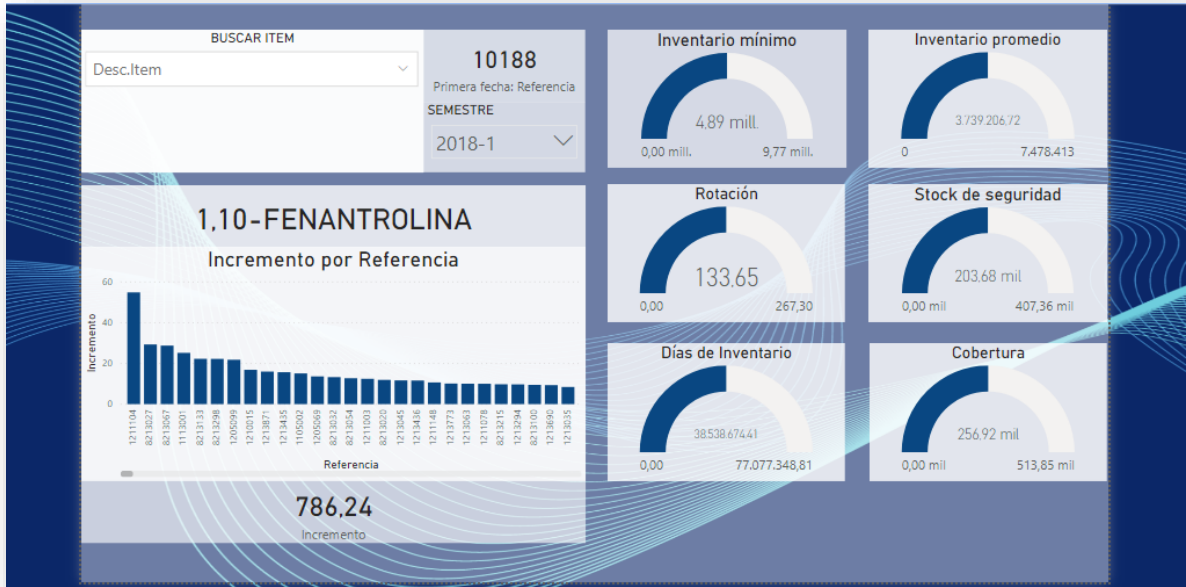 BUSCAR ITEM
Desc.Item
10188
Primera fecha: Referencia
SEMESTRE
2018-1
1,10-FENANTROLINA
Incremento por Referencia
Incremento
60
40
20
0
1211104
8213027
8213067
1113001
8213133
8213298
1205099
1210015
1213871
1213435
1105002
1205069
8213032
8213054
1211003
8213020
1213045
1213436
1211148
1213773
1213063
1211078
8213215
1213294
8213100
1213690
1213035
Referencia
786,24
Incremento
Inventario mínimo
4,89 mill.
0,00 mill.
9,77 mill.
Inventario promedio
3.739.206,72
0
7.478.413
Rotación
133,65
0,00
267,30
Stock de seguridad
203,68 mil
0,00 mil
407,36 mil
Días de Inventario
38.538.674,41
0,00
77.077.348,81
Cobertura
256,92 mil
0,00 mil
513,85 mil